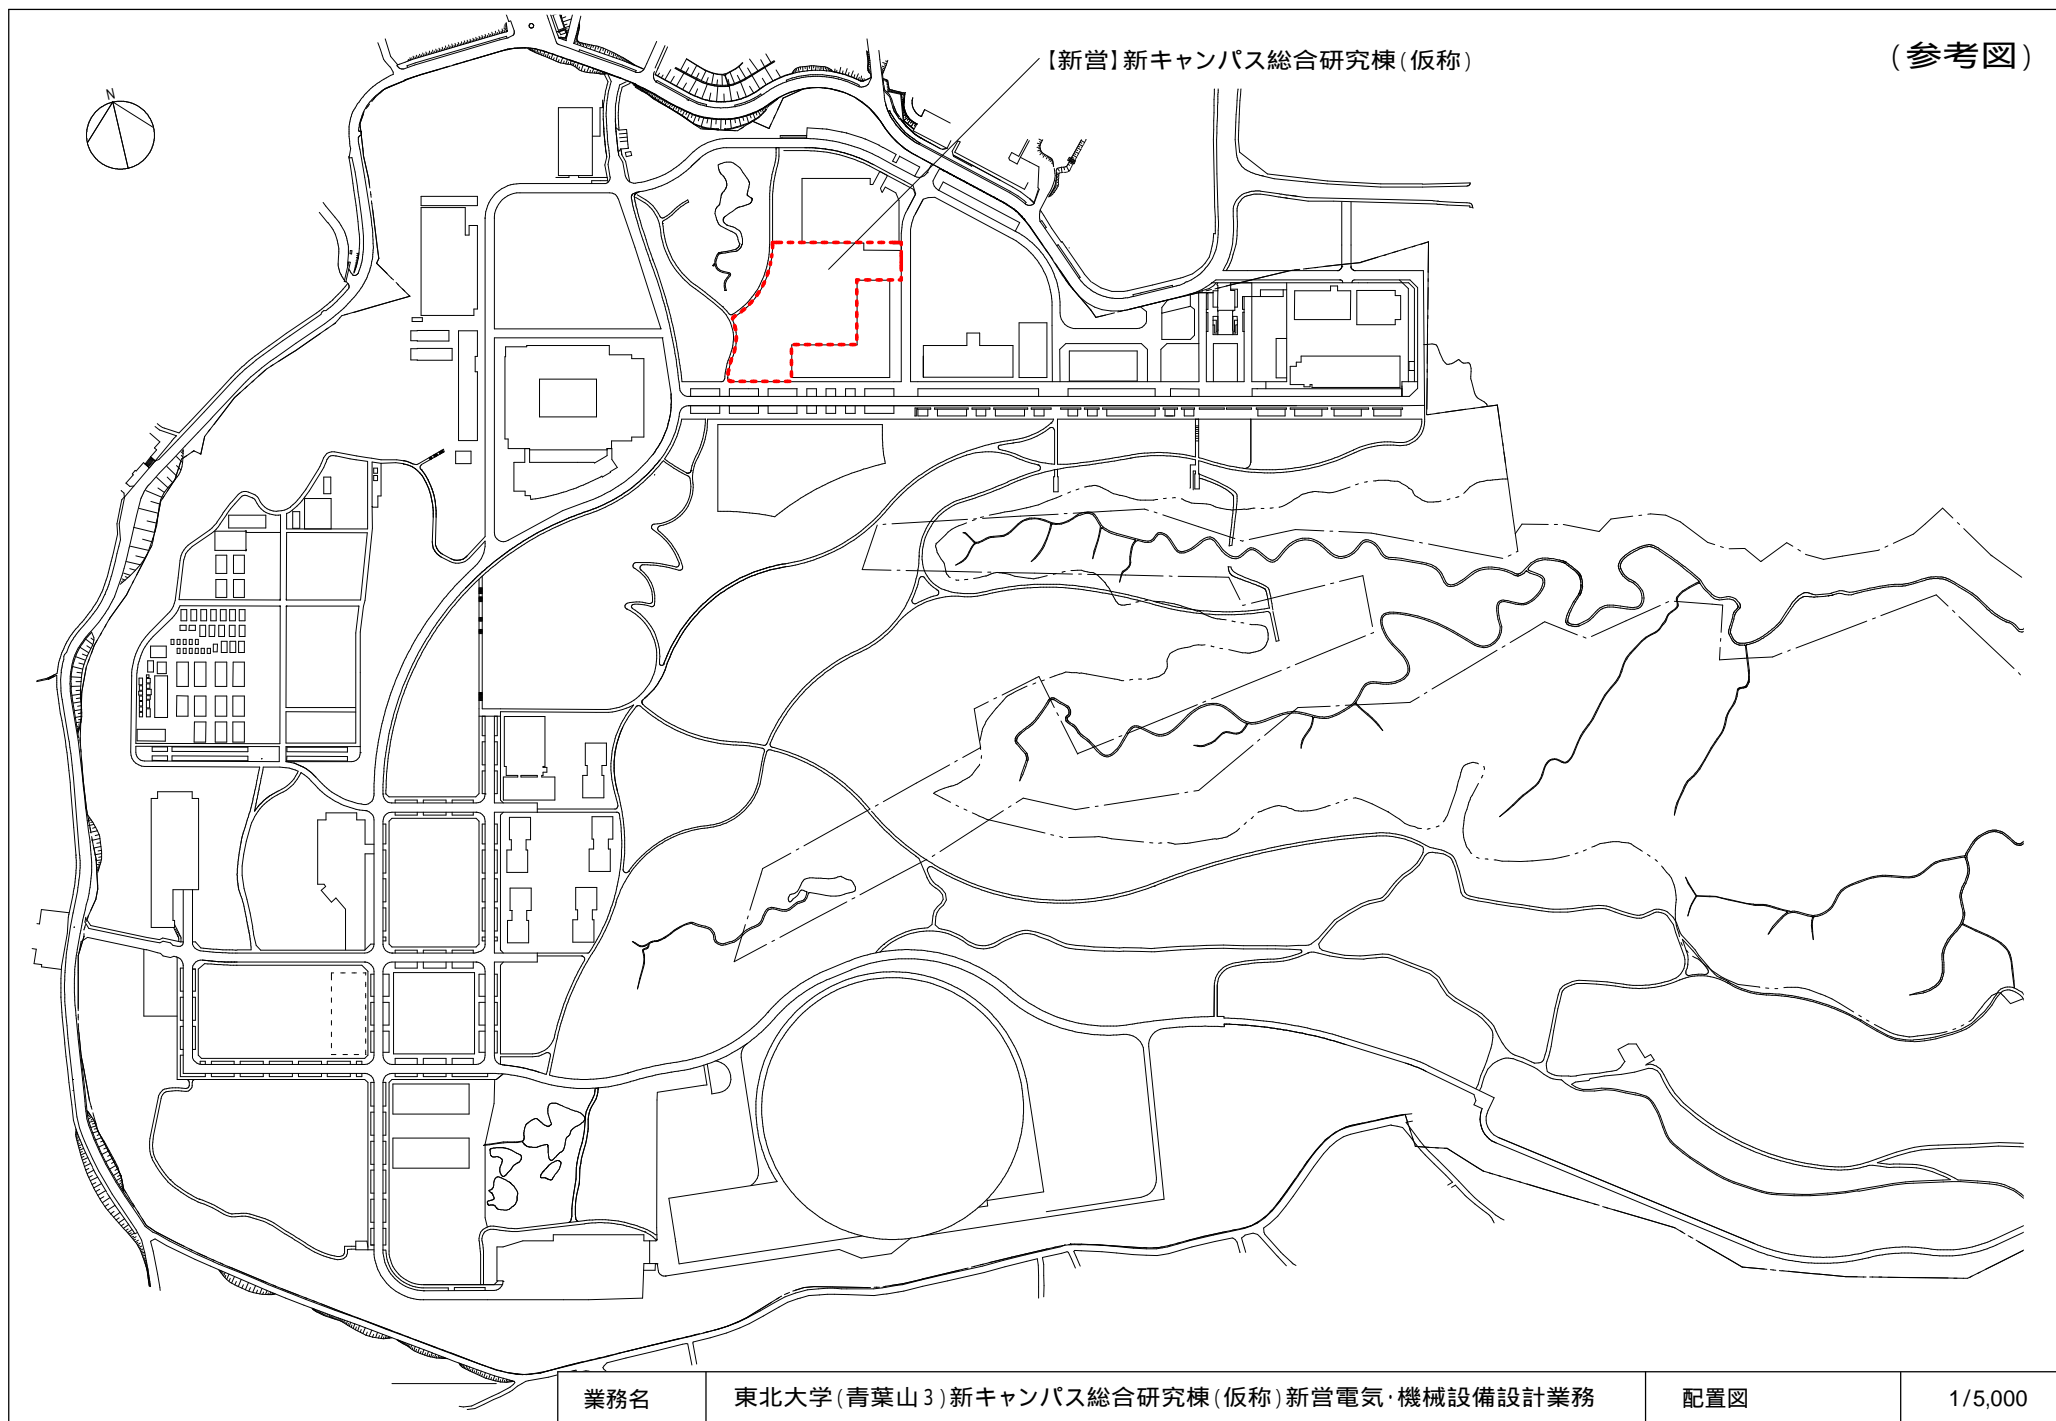 【新営】新キャンパス総合研究棟(仮称)
(参考図)
N
業務名
東北大学(青葉山3)新キャンパス総合研究棟(仮称)新営電気・機械設備設計業務
配置図
1/5,000